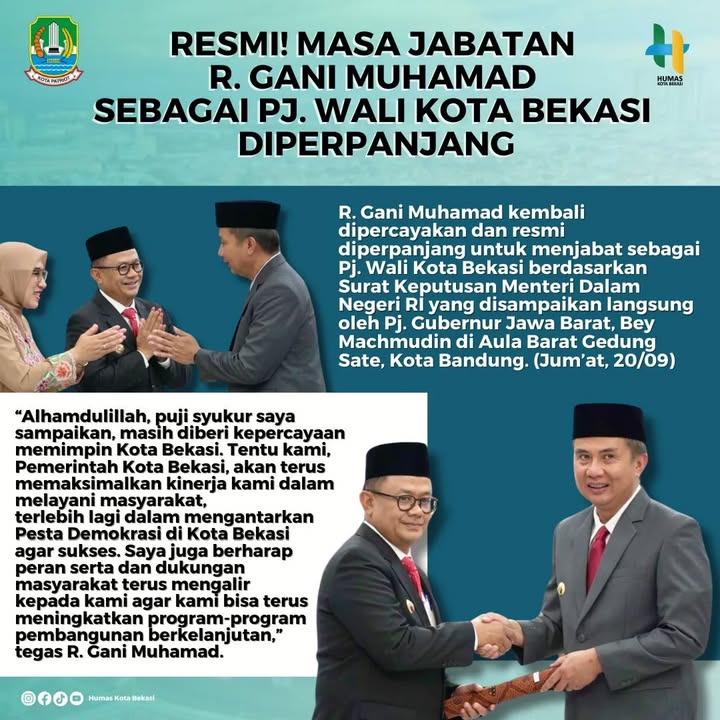 RESMI! MASA JABATAN
R. GANI MUHAMAD
SEBAGAI PJ. WALI KOTA BEKASI
DIPERPANJANG
KOTA PATRIOT
HUMAS
KOTA BEKASI
R. Gani Muhamad kembali
dipercayakan dan resmi
diperpanjang untuk menjabat sebagai
Pj. Wali Kota Bekasi berdasarkan
Surat Keputusan Menteri Dalam
Negeri RI yang disampaikan langsung
oleh Pj. Gubernur Jawa Barat, Bey
Machmudin di Aula Barat Gedung
Sate, Kota Bandung. (Jum’at, 20/09)
“Alhamdulillah, puji syukur saya
sampaikan, masih diberi kepercayaan
memimpin Kota Bekasi. Tentu kami,
Pemerintah Kota Bekasi, akan terus
memaksimalkan kinerja kami dalam
melayani masyarakat,
terlebih lagi dalam mengantarkan
Pesta Demokrasi di Kota Bekasi
agar sukses. Saya juga berharap
peran serta dan dukungan
masyarakat terus mengalir
kepada kami agar kami bisa terus
meningkatkan program-program
pembangunan berkelanjutan,”
tegas R. Gani Muhamad.
Humas Kota Bekasi